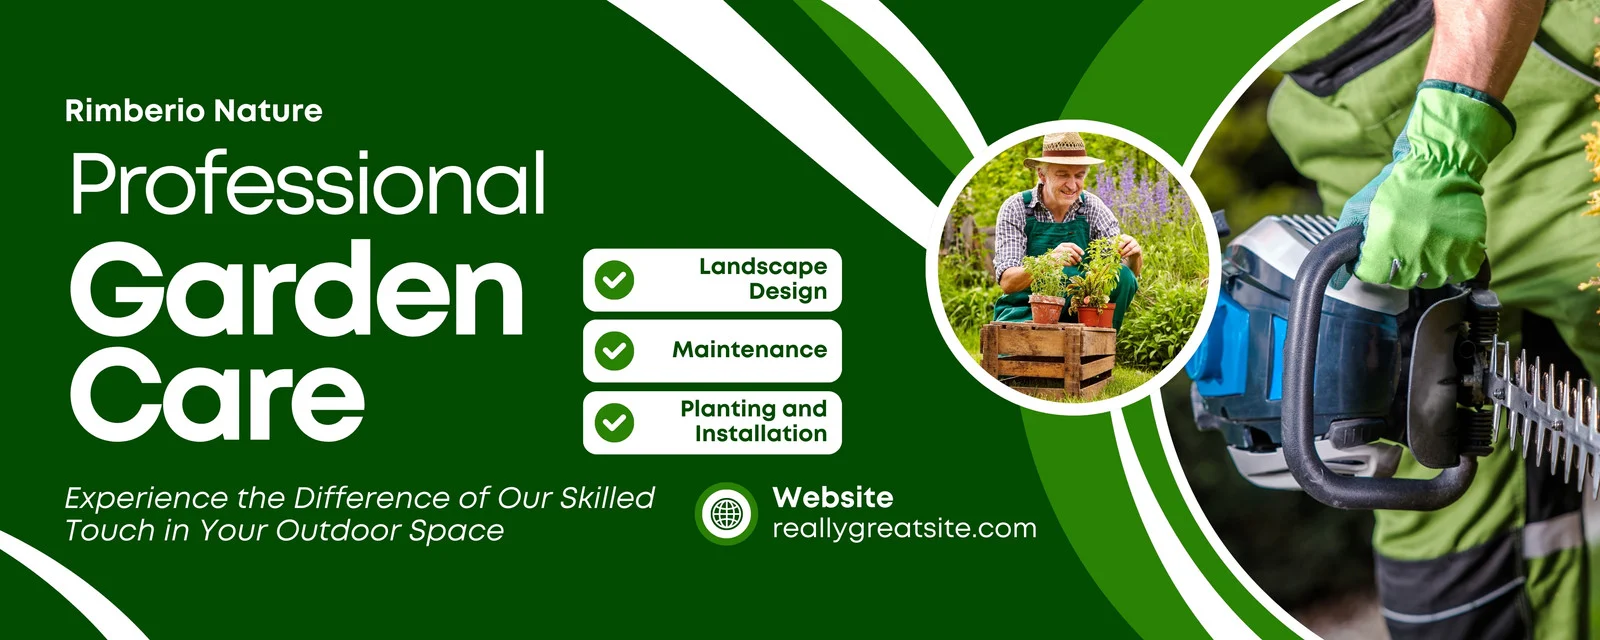 Rimberio Nature
Professional
Garden
Care
Landscape
Design
Maintenance
Planting and
Installation
Experience the Difference of Our Skilled
Touch in Your Outdoor Space
Website
reallygreatsite.com